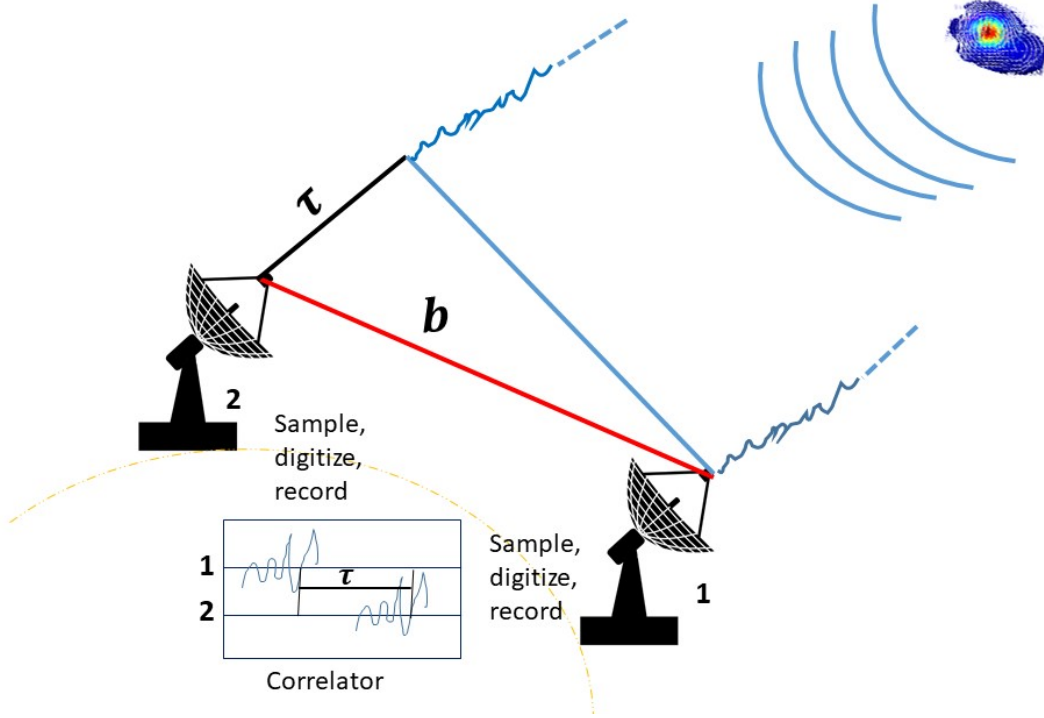 τ
b
2
Sample,
digitize,
record
1
τ
2
Correlator
Sample,
digitize,
record
1